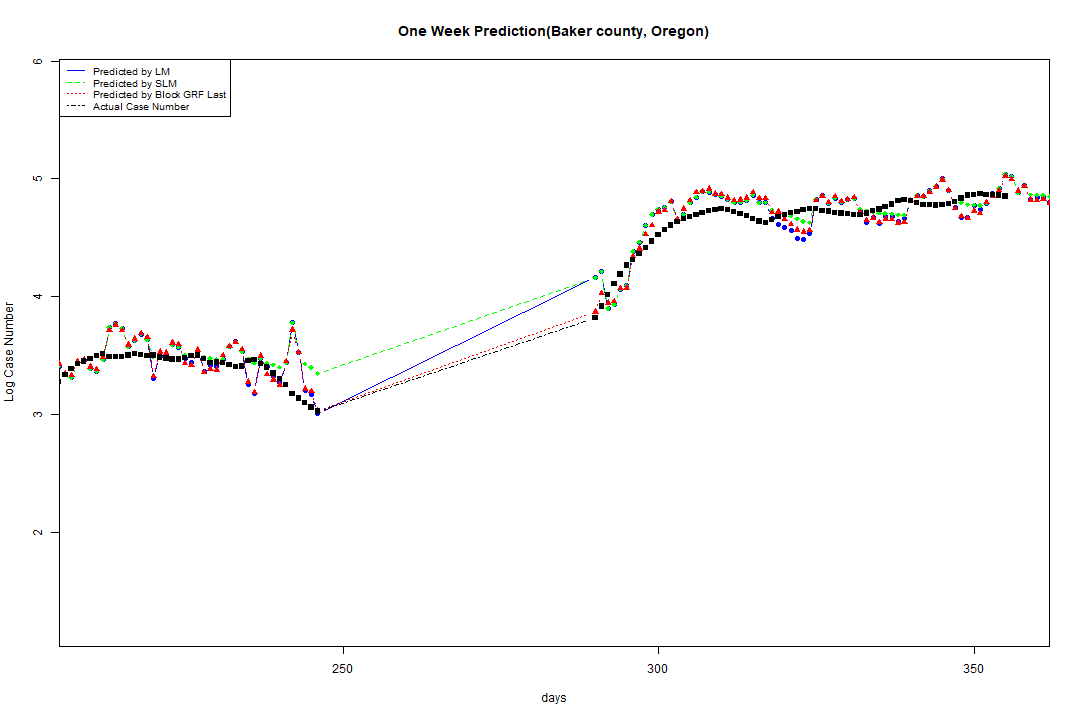 One Week Prediction(Baker county, Oregon)
Predicted by LM
Predicted by SLM
Predicted by Block GRF Last
Actual Case Number
6
5
4
3
2
Log Case Number
250
300
350
days